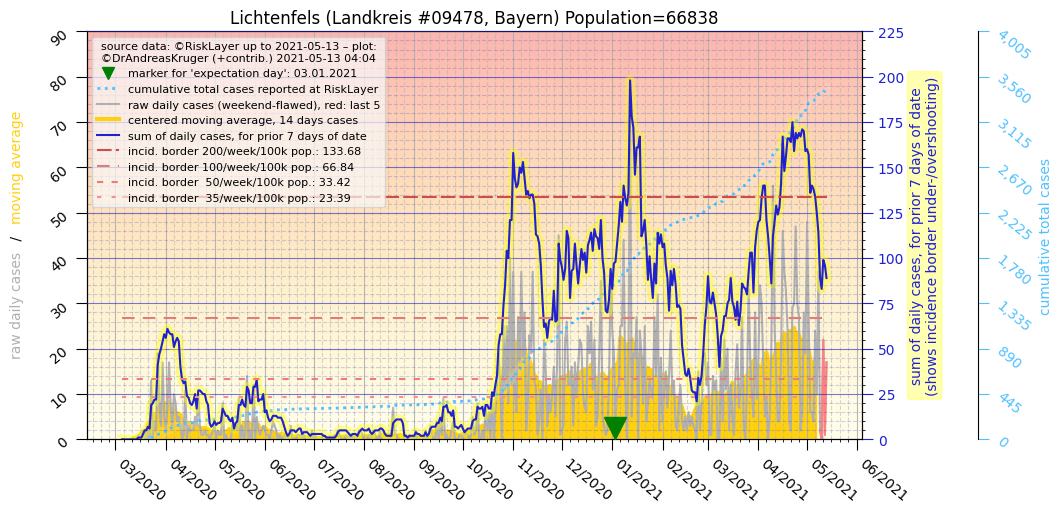 Lichtenfels (Landkreis #09478, Bayern) Population=66838
source data: ©RiskLayer up to 2021-05-13 – plot:
©DrAndreasKruger (+contrib.) 2021-05-13 04:04
marker for 'expectation day': 03.01.2021
cumulative total cases reported at RiskLayer
raw daily cases (weekend-flawed), red: last 5
centered moving average, 14 days cases
sum of daily cases, for prior 7 days of date
incid. border 200/week/100k pop.: 133.68
incid. border 100/week/100k pop.: 66.84
incid. border  50/week/100k pop.: 33.42
incid. border  35/week/100k pop.: 23.39
raw daily cases  /  moving average
90
80
70
60
50
40
30
20
10
0
225
200
175
150
125
100
75
50
25
0
sum of daily cases, for prior 7 days of date
(shows incidence border under-/overshooting)
4,005
3,560
3,115
2,670
2,225
1,780
1,335
890
445
0
cumulative total cases
03/2020
04/2020
05/2020
06/2020
07/2020
08/2020
09/2020
10/2020
11/2020
12/2020
01/2021
02/2021
03/2021
04/2021
05/2021
06/2021